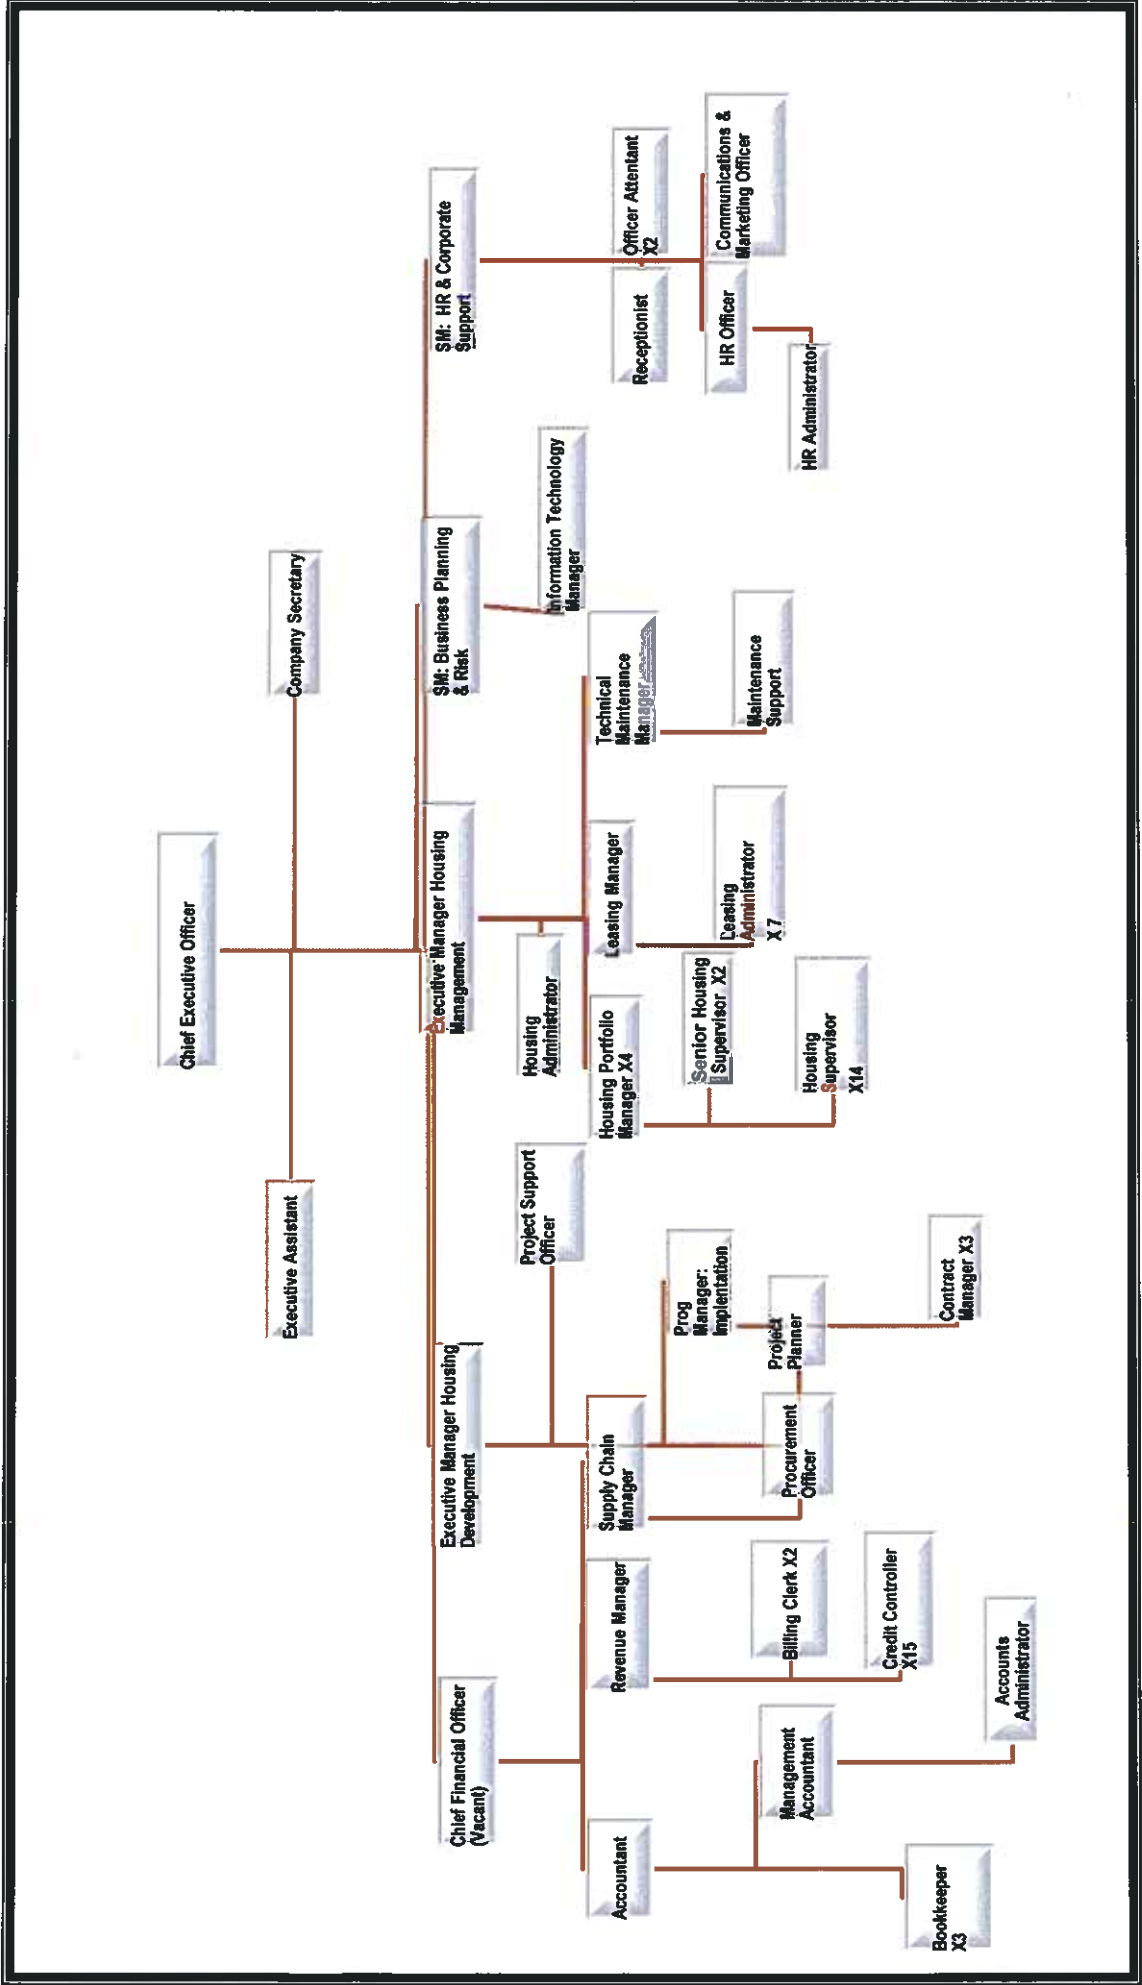 Chief Executive Officer
Executive Assistant
Company Secretary
Chief Financial Officer
(Vacant)
Executive Manager Housing
Development
Executive Manager Housing
Management
SM: Business Planning
& Risk
SM: HR & Corporate
Support
Project Support
Officer
Housing
Administrator
Information Technology
Manager
Accountant
Revenue Manager
Supply Chain
Manager
Housing Portfolio
Manager X4
Leasing Manager
Technical
Maintenance
Manager
Receptionist
Officer Attentant
X2
Prog
Manager:
Implentation
Senior Housing
Supervisor X2
Leasing
Administrator
X 7
Maintenance
Support
HR Officer
Communications &
Marketing Officer
Management
Accountant
Billing Clerk X2
Procurement
Officer
Project
Planner
Housing
Supervisor
X14
HR Administrator
Bookkeeper
X3
Credit Controller
X15
Contract
Manager X3
Accounts
Administrator